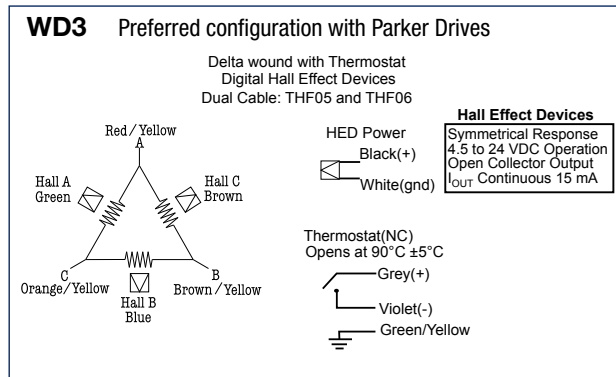 WD3 Preferred configuration with Parker Drives
Delta wound with Thermostat
Digital Hall Effect Devices
Dual Cable: THF05 and THF06
Red/Yellow
A
Hall A
Green
Hall C
Brown
C
Orange/Yellow
B
Brown/Yellow
Hall B
Blue
HED Power
Black(+)
White(gnd)
Hall Effect Devices
Symmetrical Response
4.5 to 24 VDC Operation
Open Collector Output
IOUT Continuous 15 mA
Thermostat(NC)
Opens at 90°C ±5°C
Grey(+)
Violet(-)
Green/Yellow